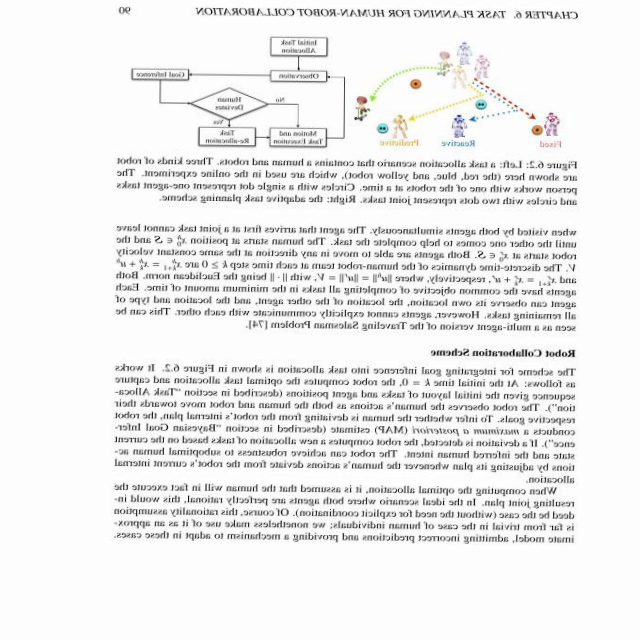 CHAPTER 6. TASK PLANNING FOR HUMAN-ROBOT COLLABORATION 90
Fixed
Reactive
Predictive
Initial Task
Allocation
Observation
Goal Inference
Human
Deviates
No
Yes
Motion and
Task Execution
Task
Re-allocation
Figure 6.2: Left: a task allocation scenario that contains a human and robots. Three kinds of robot
are shown here (the red, blue, and yellow robot), which are used in the online experiment. The
person works with one of the robots at a time. Circles with a single dot represent one-agent tasks
and circles with two dots represent joint tasks. Right: the adaptive task planning scheme.
visited by both agents simultaneously. The agent that arrives first at a joint task cannot leave
until the other one comes to help complete the task. The human starts at position x₀ʰ ∈ S and the
robot starts at x₀ʳ ∈ S. Both agents are able to move in any direction at the same constant velocity
V. The discrete-time dynamics of the human-robot team at each time step k ≥ 0 are xₖ₊₁ʰ = xₖʰ + uʰ
and xₖ₊₁ʳ = xₖʳ + uʳ, respectively, where ||uʰ|| = ||uʳ|| = V, with || · || being the Euclidean norm. Both
agents have the common objective of completing all tasks in the minimum amount of time. Each
agent can observe its own location, the location of the other agent, and the location and type of
all remaining tasks. However, agents cannot explicitly communicate with each other. This can be
seen as a multi-agent version of the Traveling Salesman Problem [74].
Robot Collaboration Scheme
The scheme for integrating goal inference into task allocation is shown in Figure 6.2. It works
as follows: At the initial time k = 0, the robot computes the optimal task allocation and capture
sequence given the initial layout of tasks and agent positions (described in section "Task Alloca-
tion"). The robot observes the human's actions as both the human and robot move towards their
respective goals. To infer whether the human is deviating from the robot's internal plan, the robot
conducts a maximum a posteriori (MAP) estimate (described in section "Bayesian Goal Infer-
ence"). If a deviation is detected, the robot computes a new allocation of tasks based on the current
state and the inferred human intent. The robot can achieve robustness to suboptimal human ac-
tions by adjusting its plan whenever the human's actions deviate from the robot's current internal
allocation.
When computing the optimal allocation, it is assumed that the human will in fact execute the
resulting joint plan. In the ideal scenario where both agents are perfectly rational, this would in-
deed be the case (without the need for explicit coordination). Of course, this rationality assumption
is far from trivial in the case of human individuals; we nonetheless make use of it as an approx-
imate model, admitting incorrect predictions and providing a mechanism to adapt in these cases.